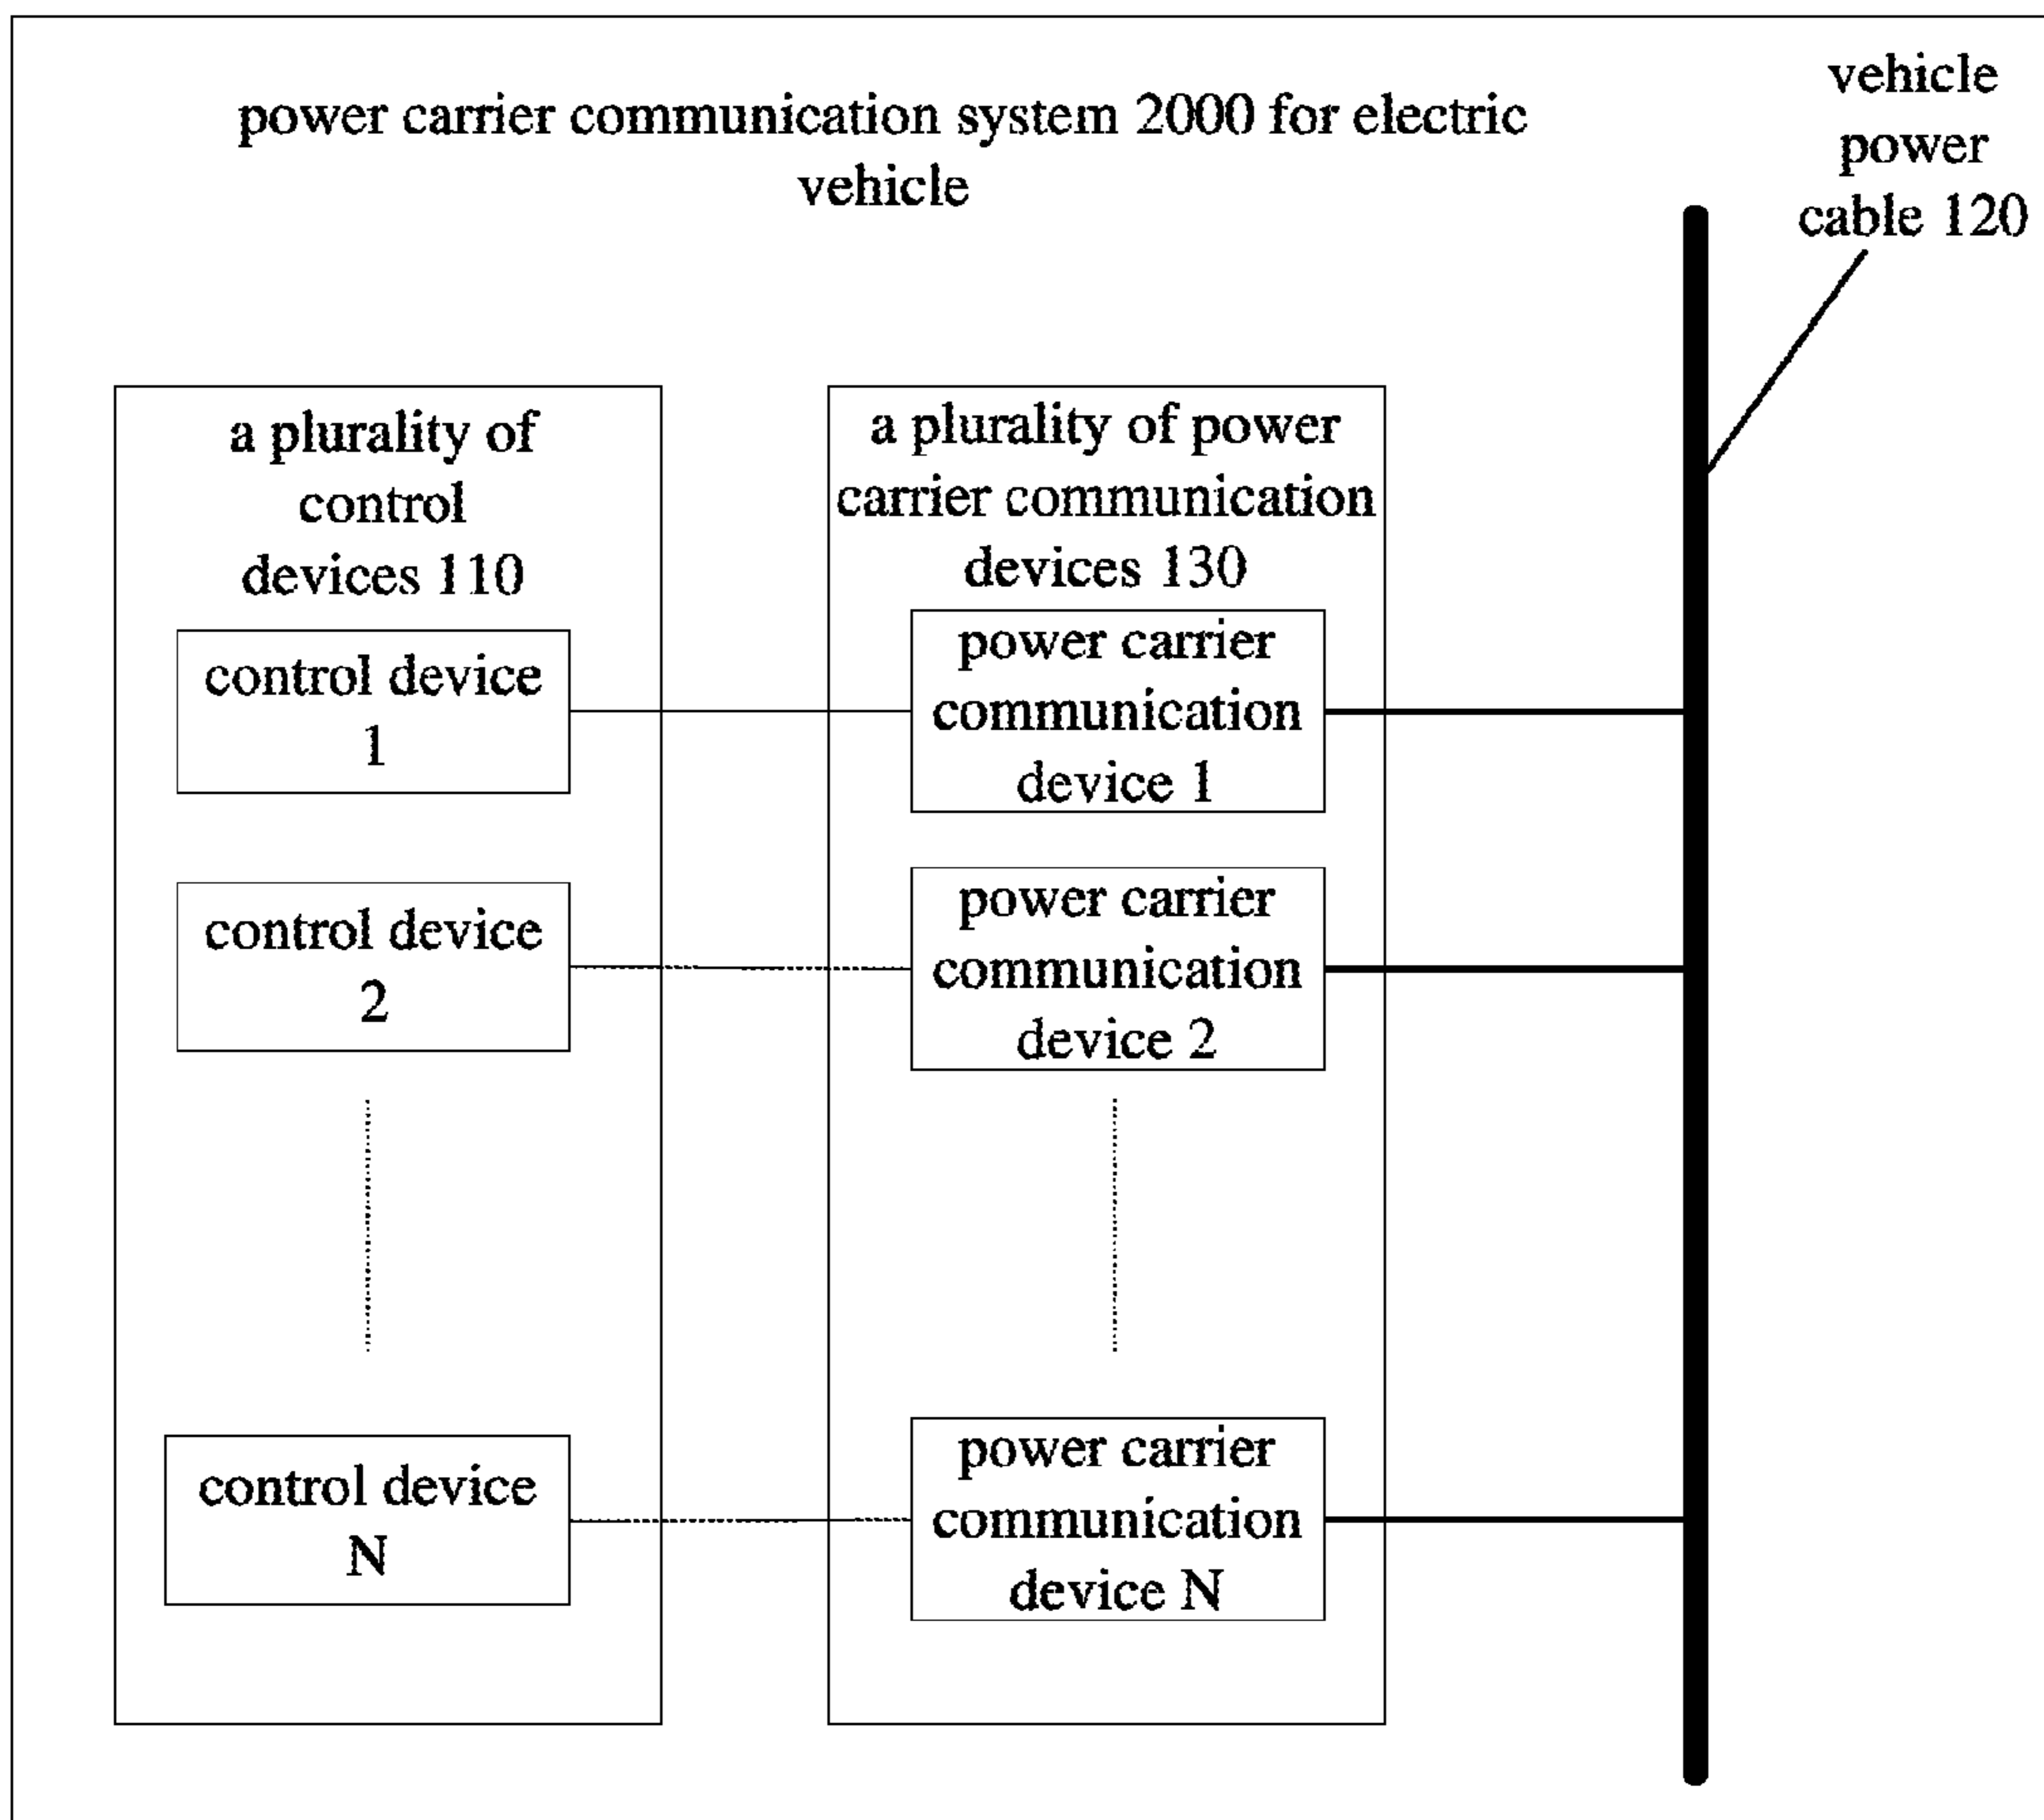 power carrier communication system 2000 for electric
vehicle
vehicle
power
cable 120
a plurality of
control
devices 110
a plurality of power
carrier communication
devices 130
control device
1
power carrier
communication
device 1
control device
2
power carrier
communication
device 2
control device
N
power carrier
communication
device N